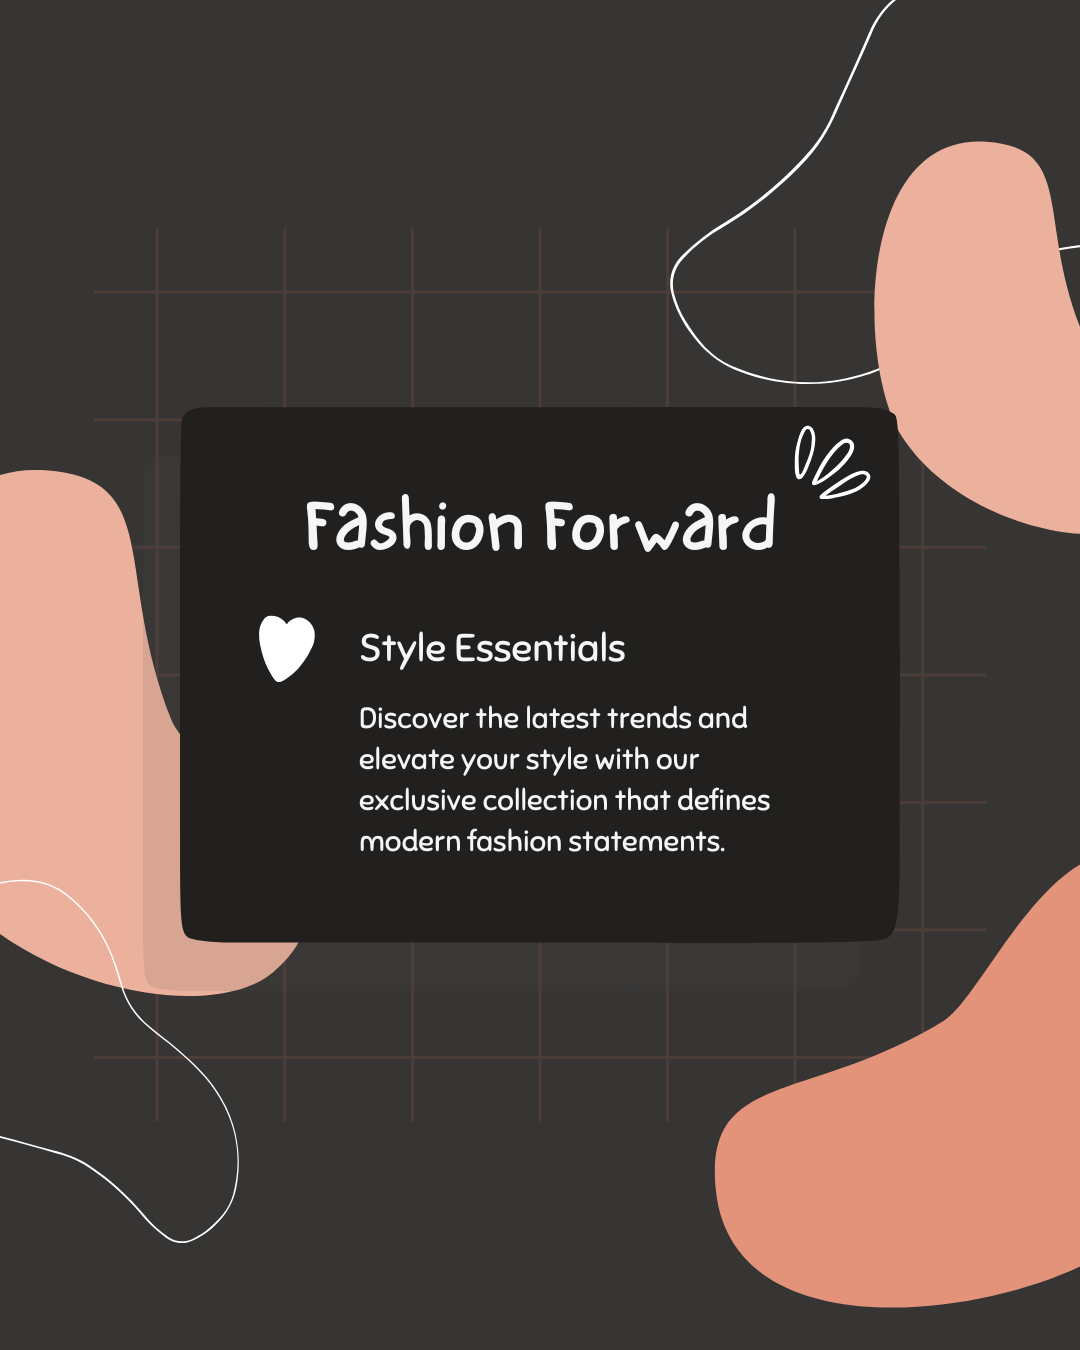 Fashion Forward
Style Essentials
Discover the latest trends and
elevate your style with our
exclusive collection that defines
modern fashion statements.